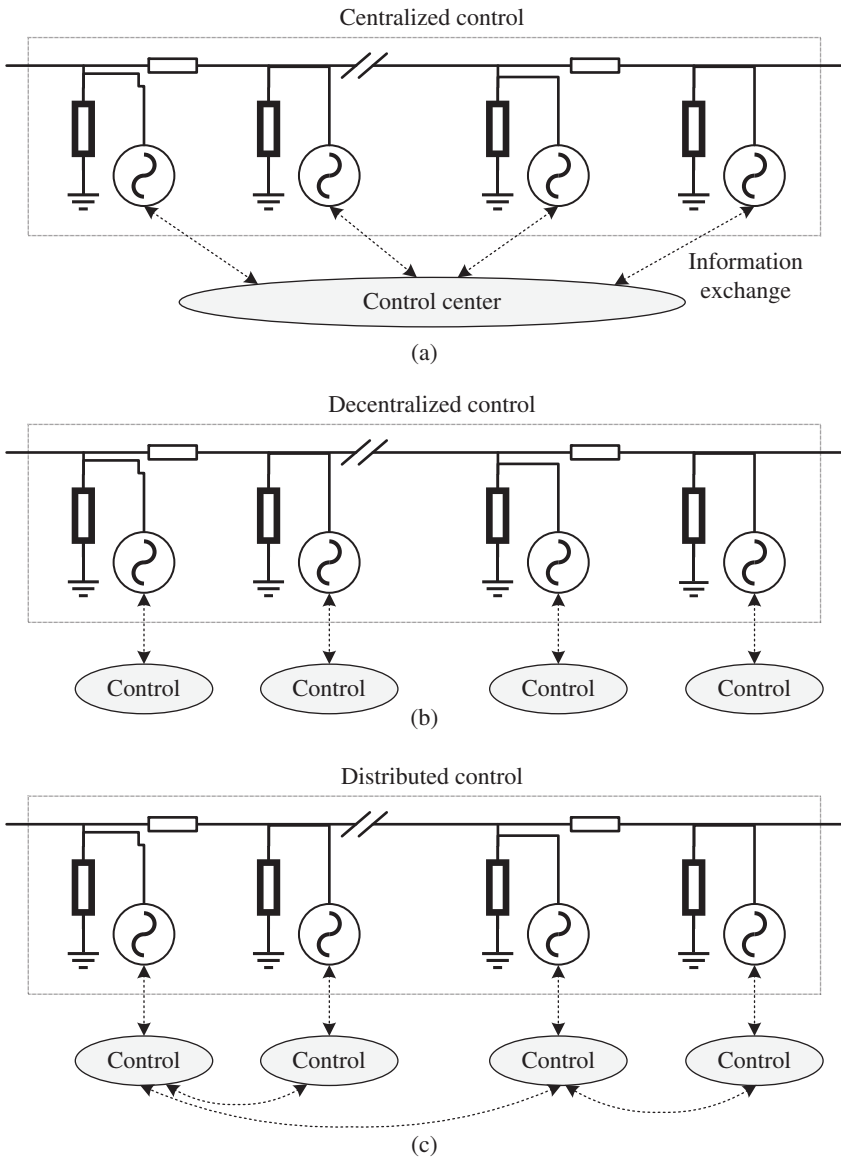 Centralized control
Information
exchange
Control center
(a)
Decentralized control
Control
Control
Control
Control
(b)
Distributed control
Control
Control
Control
Control
(c)